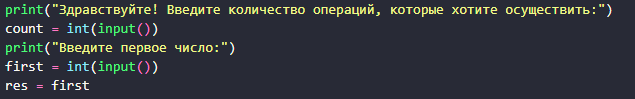 print("Здравствуйте! Введите количество операций, которые хотите осуществить:")
count = int(input())
print("Введите первое число:")
first = int(input())
res = first